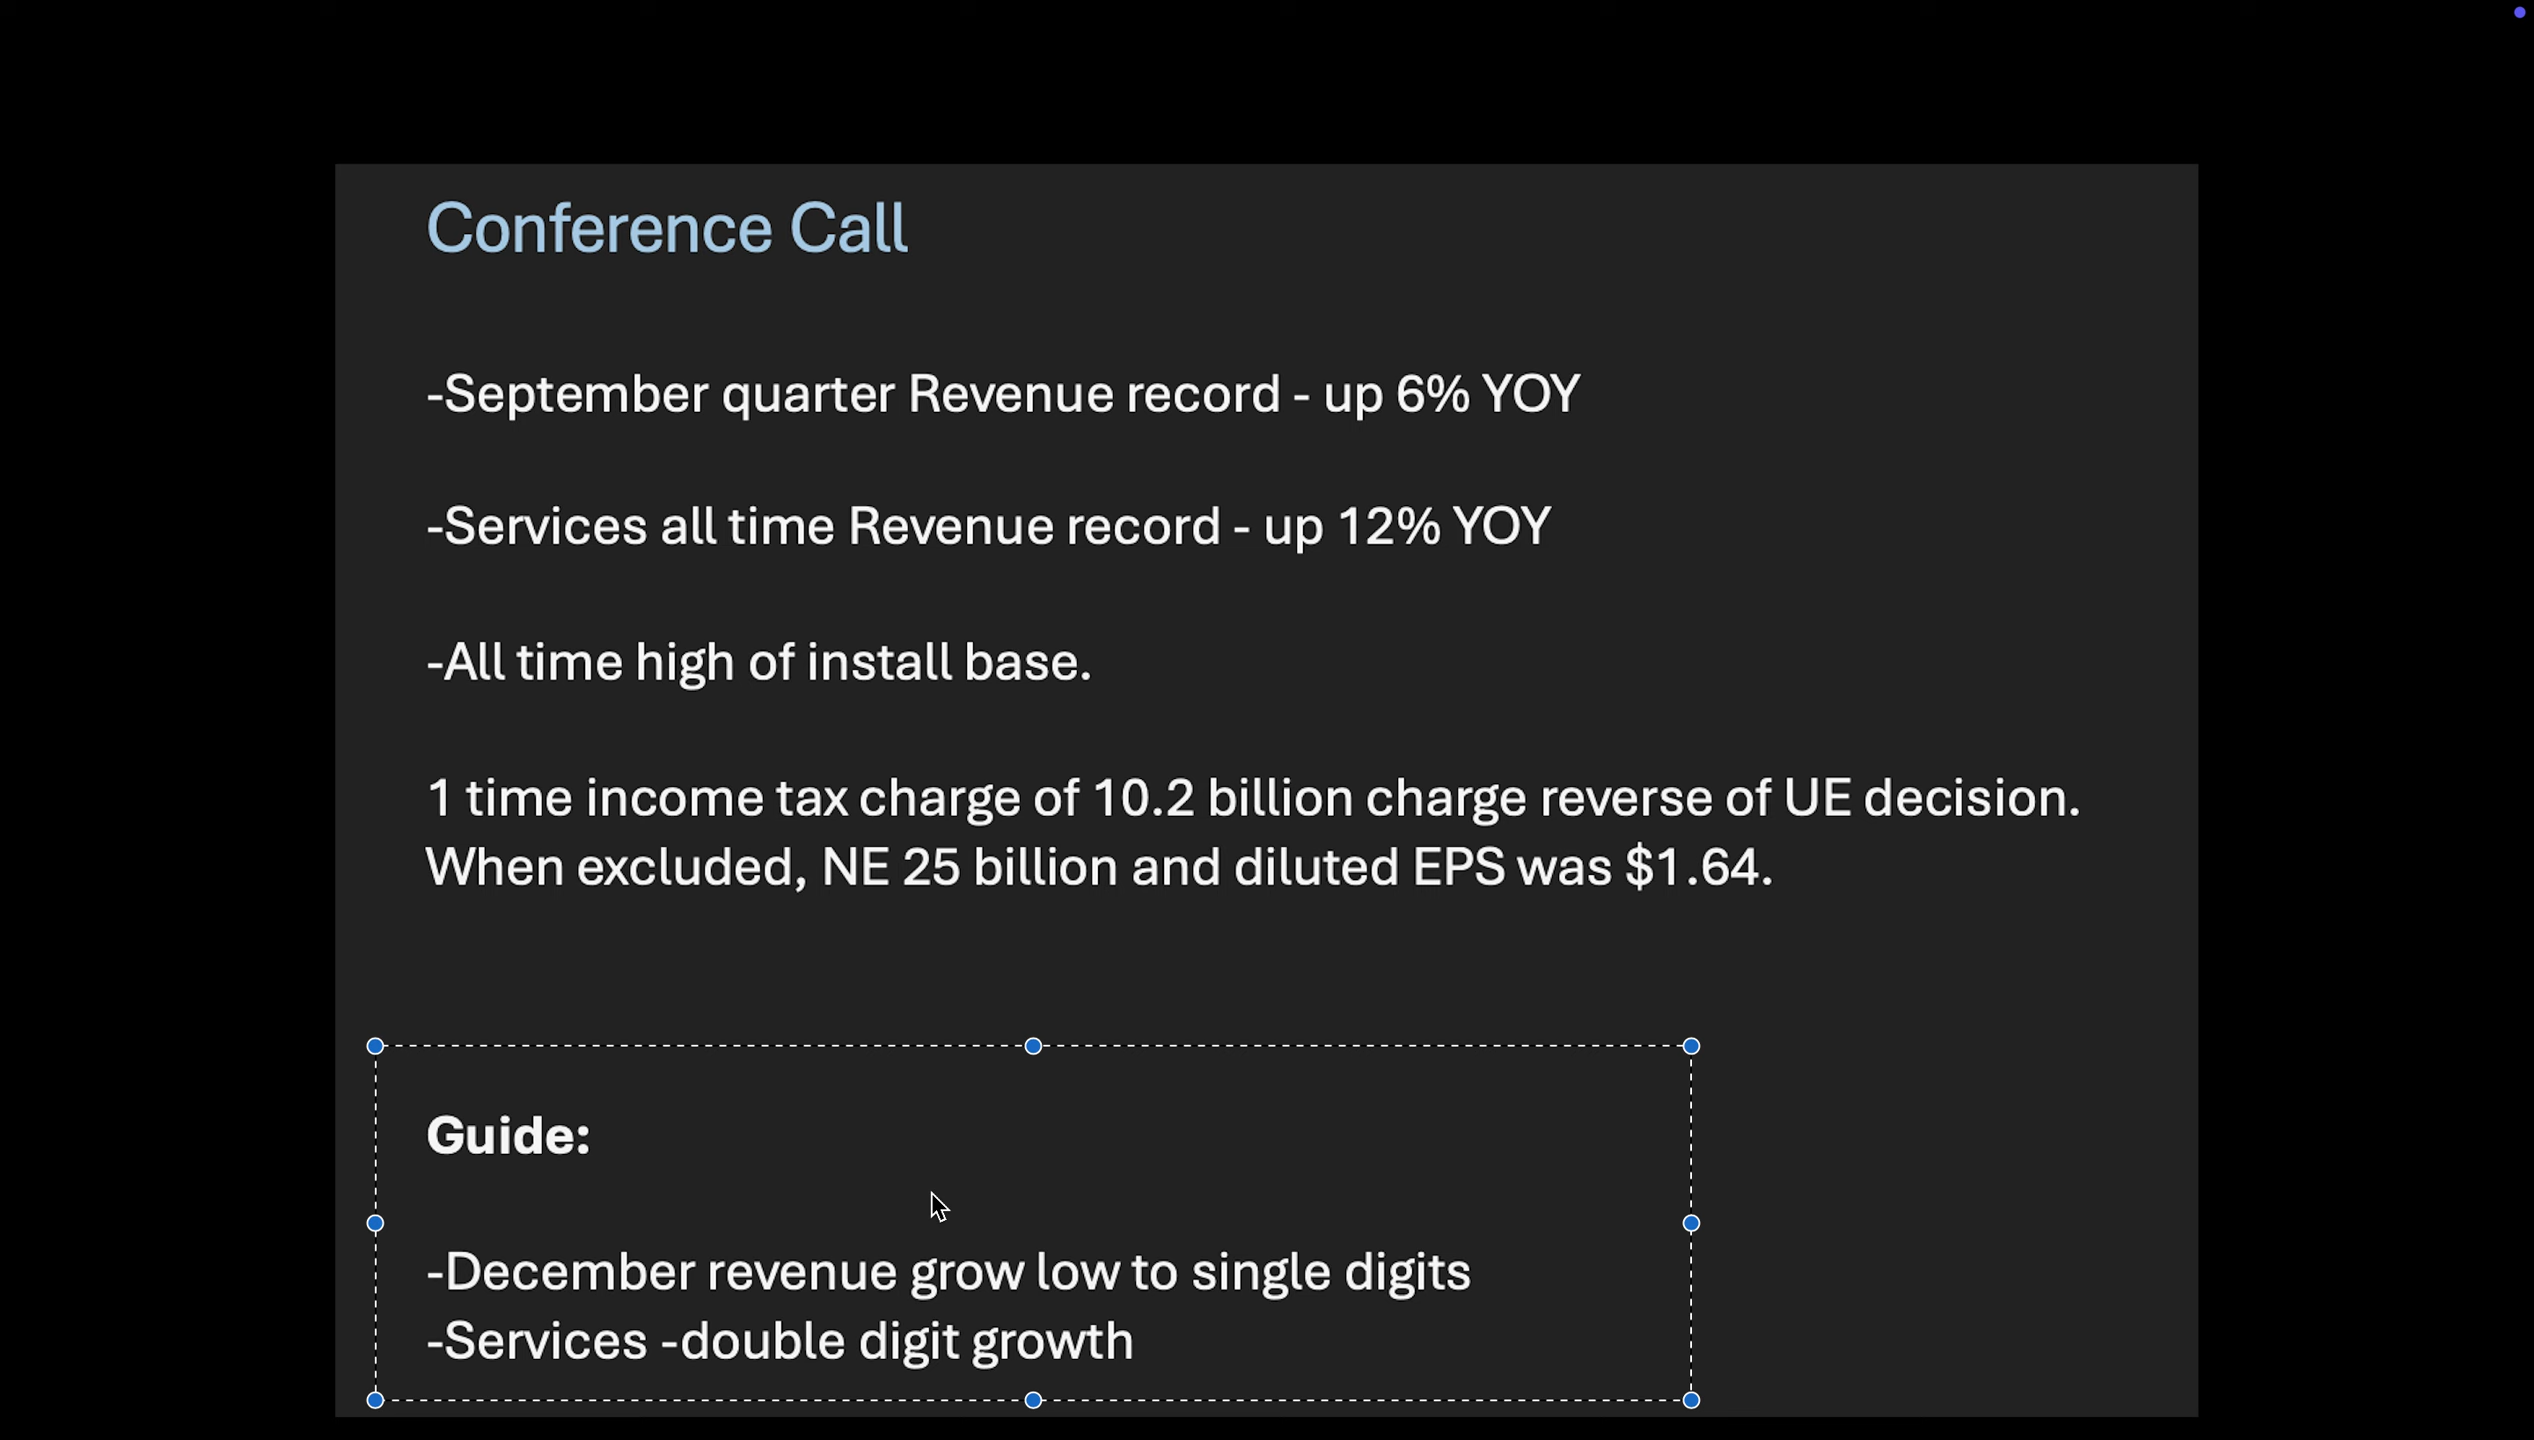 Conference Call
-September quarter Revenue record - up 6% YOY
-Services all time Revenue record - up 12% YOY
-All time high of install base.
1 time income tax charge of 10.2 billion charge reverse of UE decision.
When excluded, NE 25 billion and diluted EPS was $1.64.
Guide:
-December revenue grow low to single digits
-Services -double digit growth